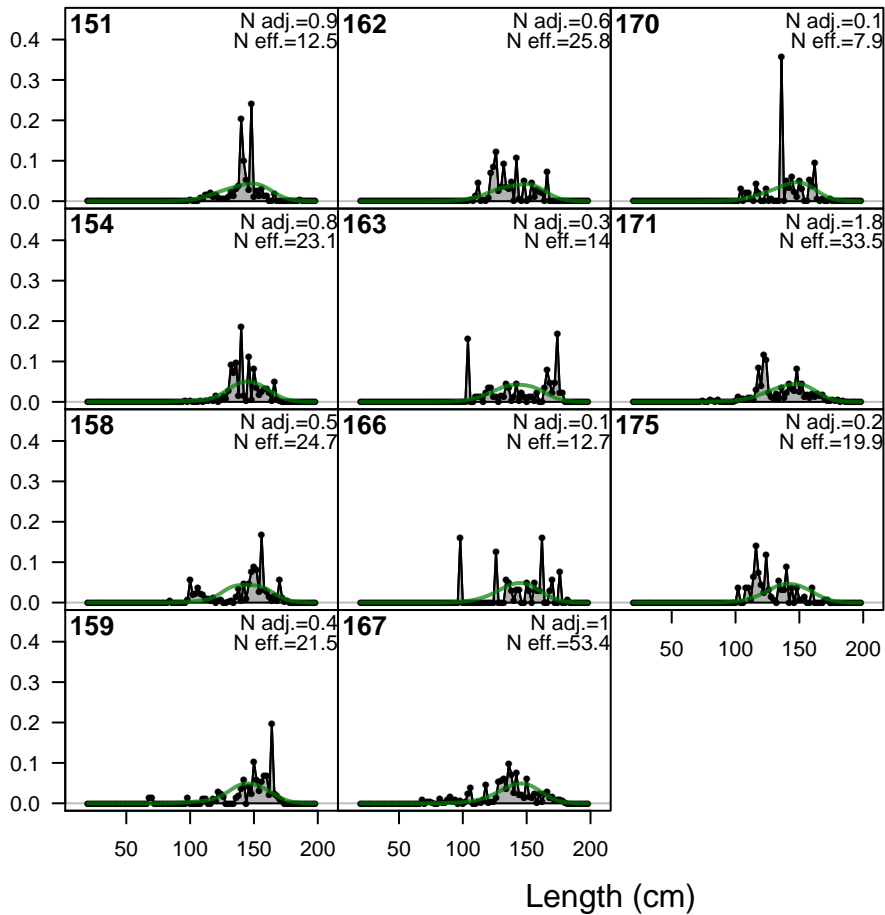 151
N adj.=0.9
N eff.=12.5
162
N adj.=0.6
N eff.=25.8
170
N adj.=0.1
N eff.=7.9
0.4
0.3
0.2
0.1
0.0
154
N adj.=0.8
N eff.=23.1
163
N adj.=0.3
N eff.=14
171
N adj.=1.8
N eff.=33.5
0.4
0.3
0.2
0.1
0.0
158
N adj.=0.5
N eff.=24.7
166
N adj.=0.1
N eff.=12.7
175
N adj.=0.2
N eff.=19.9
0.4
0.3
0.2
0.1
0.0
50 100 150 200
159
N adj.=0.4
N eff.=21.5
167
N adj.=1
N eff.=53.4
0.4
0.3
0.2
0.1
0.0
50 100 150 200 50 100 150 200
Length (cm)